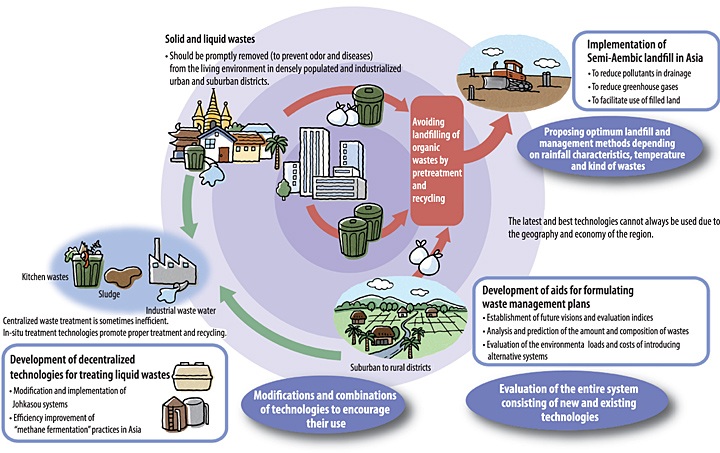 Solid and liquid wastes
• Should be promptly removed (to prevent odor and diseases)
from the living environment in densely populated and industrialized
urban and suburban districts.
Implementation of
Semi-Aembic landfill in Asia
• To reduce pollutants in drainage
• To reduce greenhouse gases
• To facilitate use of filled land
Avoiding
landfilling of
organic
wastes by
pretreatment
and
recycling
Proposing optimum landfill and
management methods depending
on rainfall characteristics, temperature
and kind of wastes
The latest and best technologies cannot always be used due to
the geography and economy of the region.
Kitchen wastes
Sludge
Industrial waste water
Centralized waste treatment is sometimes inefficient.
In-situ treatment technologies promote proper treatment and recycling.
Development of aids for formulating
waste management plans
• Establishment of future visions and evaluation indices
• Analysis and prediction of the amount and composition of wastes
• Evaluation of the environmenta loads and costs of introducing
alternative systems
Development of decentralized
technologies for treating liquid wastes
• Modification and implementation of
Johkasou systems
• Efficiency improvement of
"methane fermentation" practices in Asia
Suburban to rural districts
Modifications and combinations
of technologies to encourage
their use
Evaluation of the entire system
consisting of new and existing
technologies